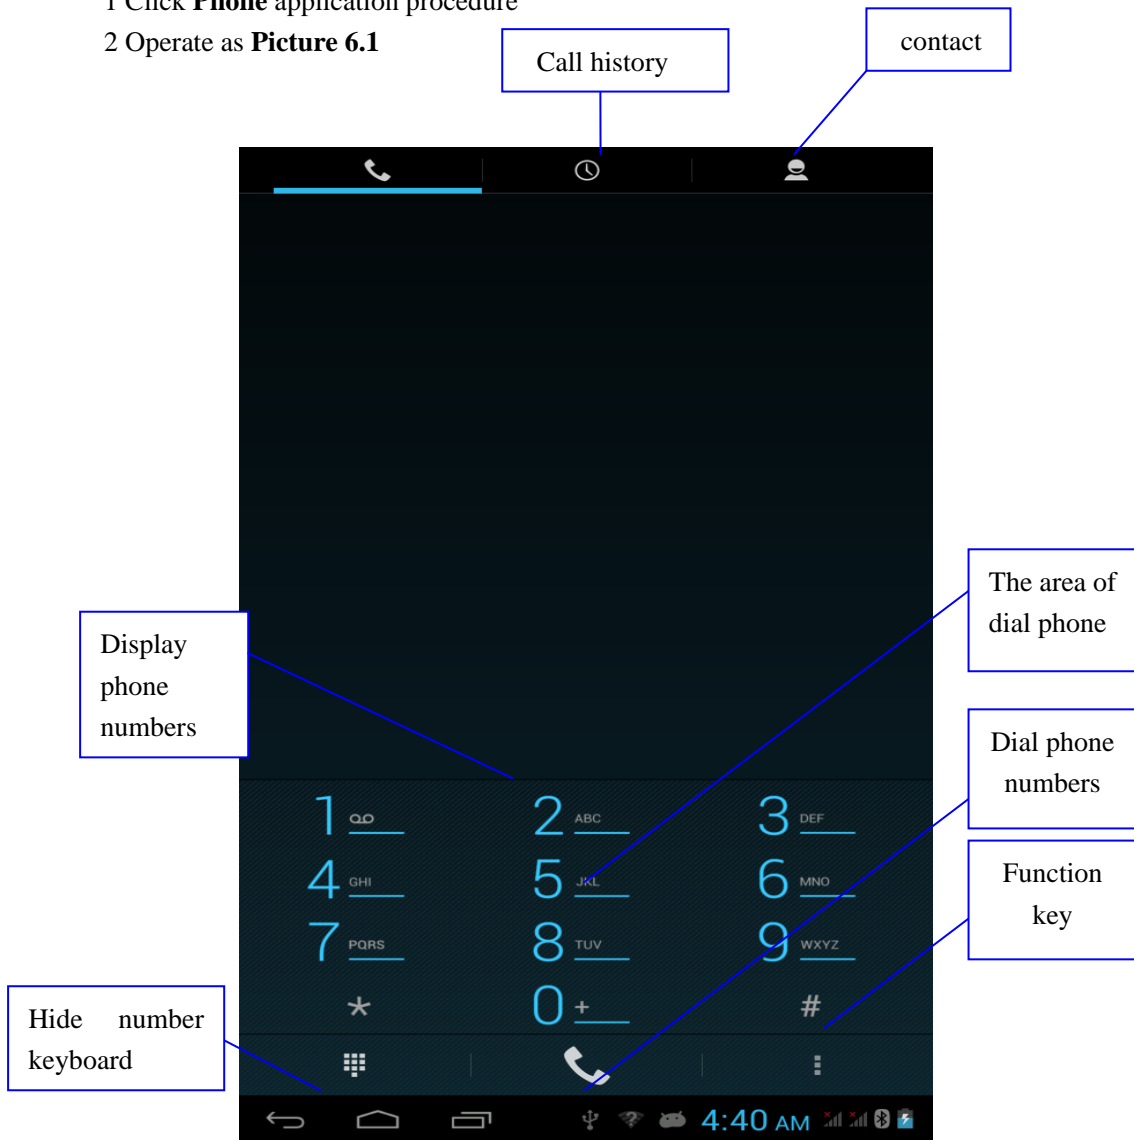 1 Click Phone application procedure
2 Operate as Picture 6.1
Call history
contact
The area of
dial phone
Display
phone
numbers
Dial phone
numbers
1
2 ABC
3 DEF
4 GHI
5 JKL
6 MNO
Function
key
7 PQRS
8 TUV
9 WXYZ
*
0 +
#
Hide number
keyboard
4:40 AM